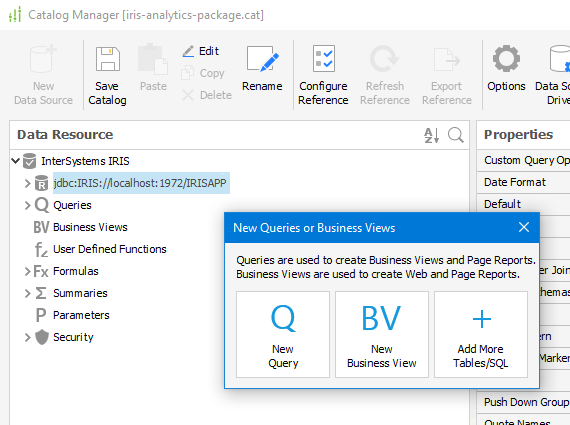 Catalog Manager [iris-analytics-package.cat]
New
Data Source
Save
Catalog
Paste
Edit
Copy
Delete
Rename
Configure
Reference
Refresh
Reference
Export
Reference
Options
Data So
Drive
Data Resource
Properties
InterSystems IRIS
R jdbc:IRIS://localhost:1972/IRISAPP
Q Queries
BV Business Views
fz User Defined Functions
Fx Formulas
Σ Summaries
P Parameters
Security
Custom Query Op
Date Format
Default
er Join
chemas
ern
Marker
Push Down Group
Quote Names
New Queries or Business Views
Queries are used to create Business Views and Page Reports.
Business Views are used to create Web and Page Reports.
Q
New
Query
BV
New
Business View
+
Add More
Tables/SQL